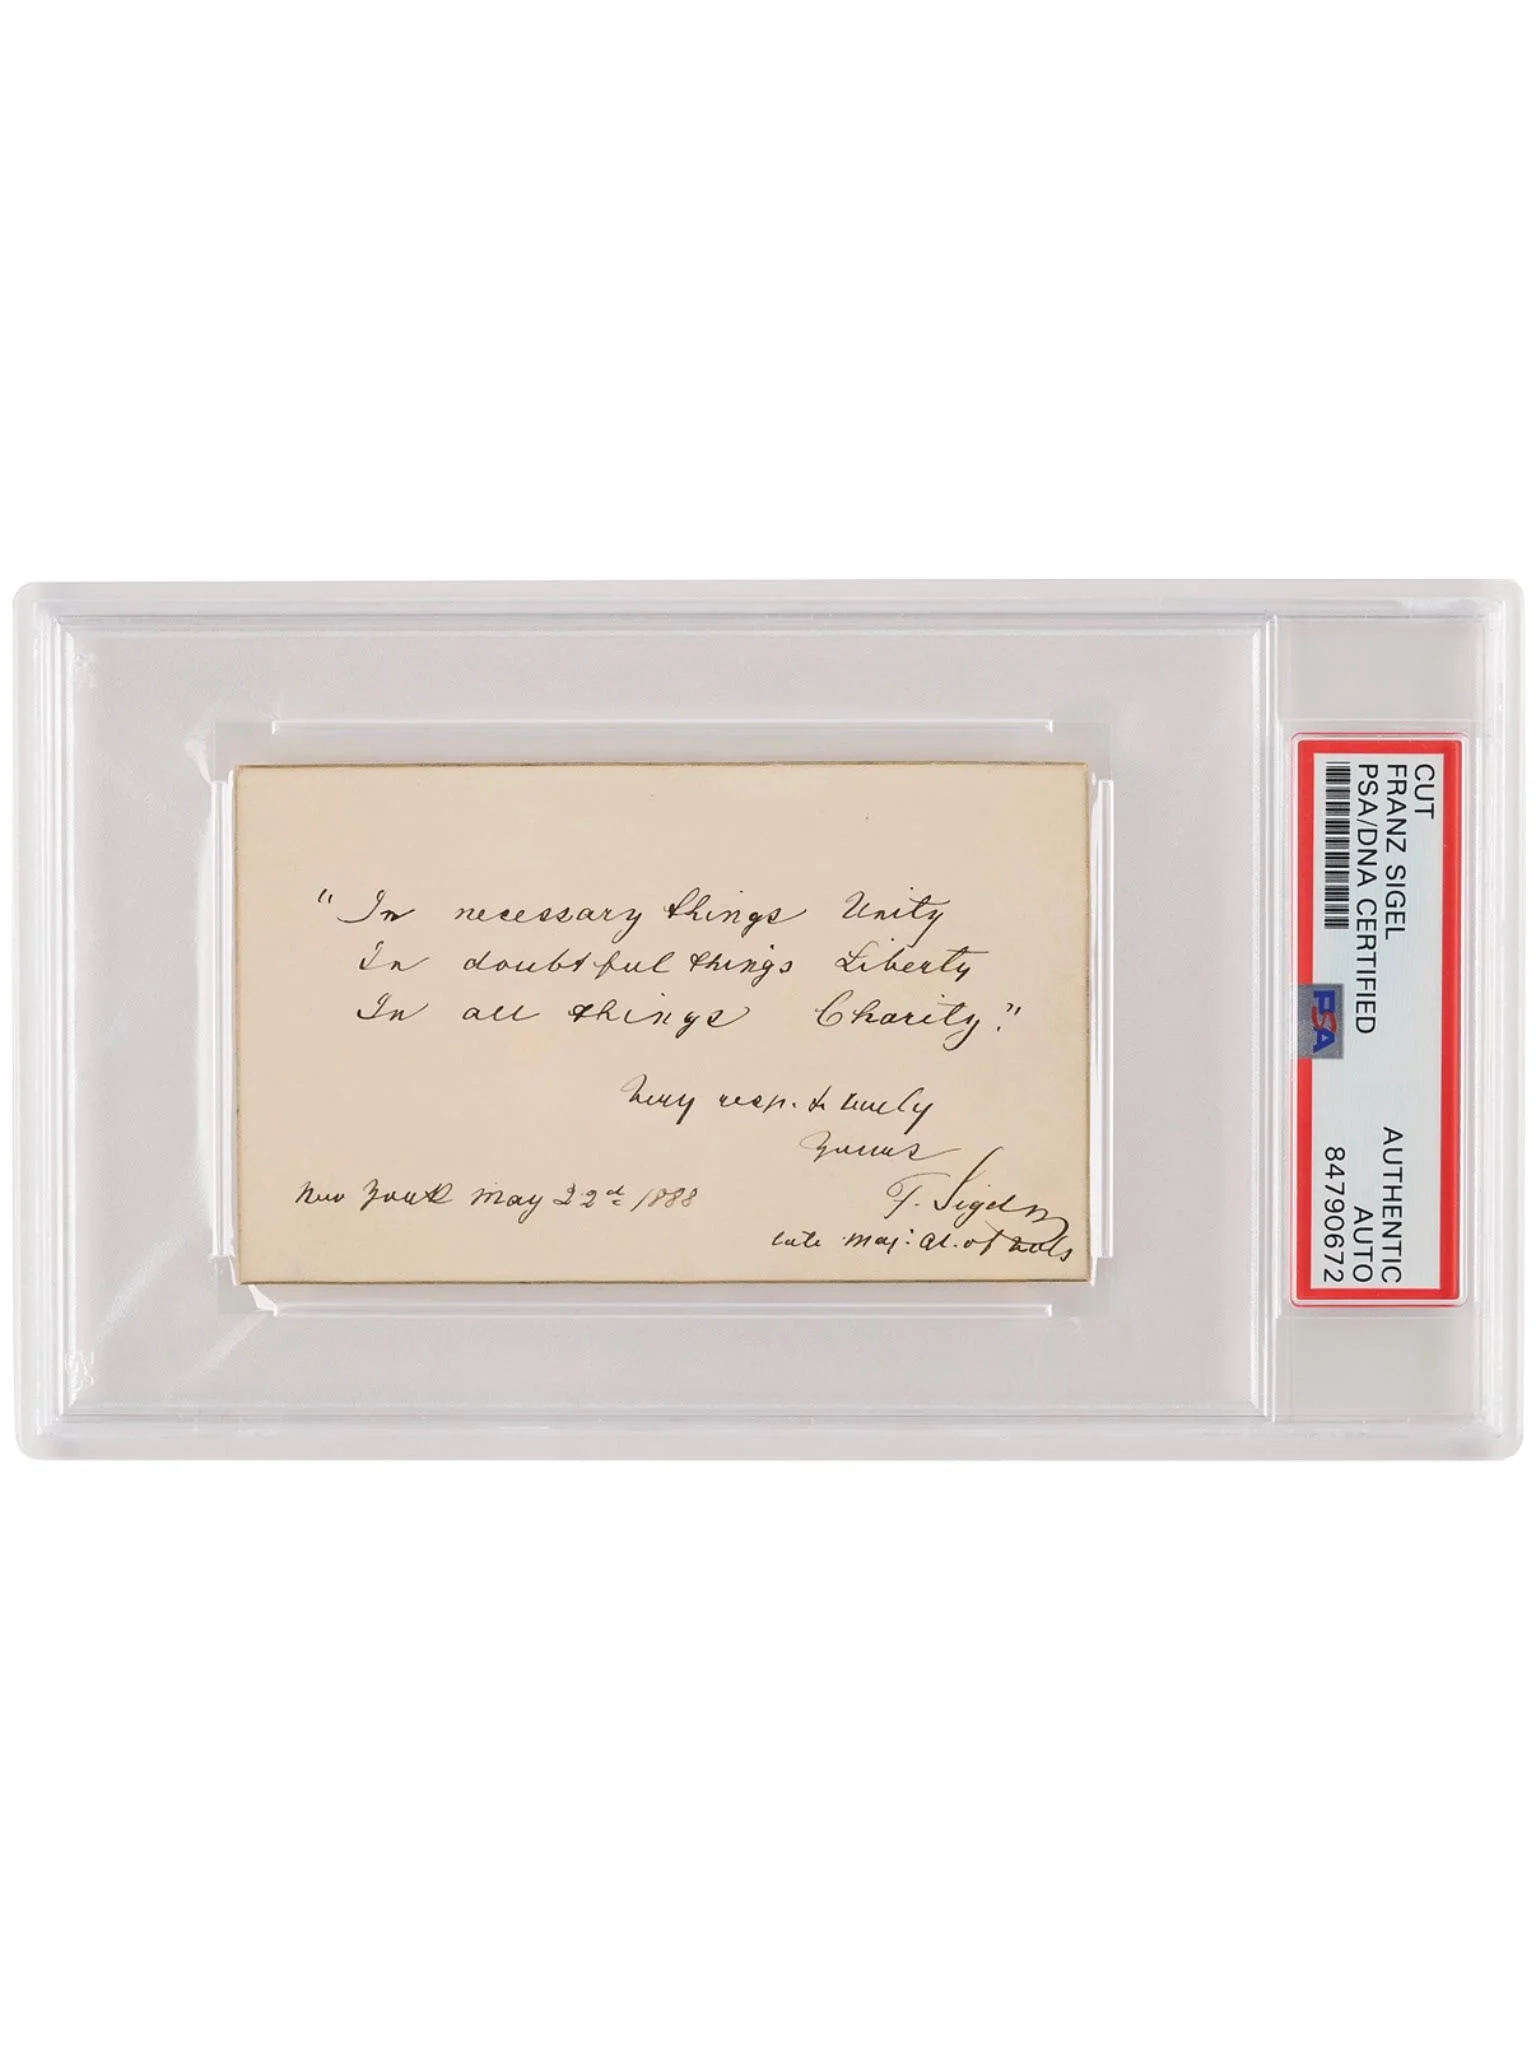 "In necessary things Unity
In doubtful things Liberty
In all things Charity."
Very resp. & truly
Yours
New York May 22d 1888
F. Sigel
late Maj: Gl. of Vols
CUT
FRANZ SIGEL
PSA/DNA CERTIFIED
AUTHENTIC
AUTO
84790672
PSA